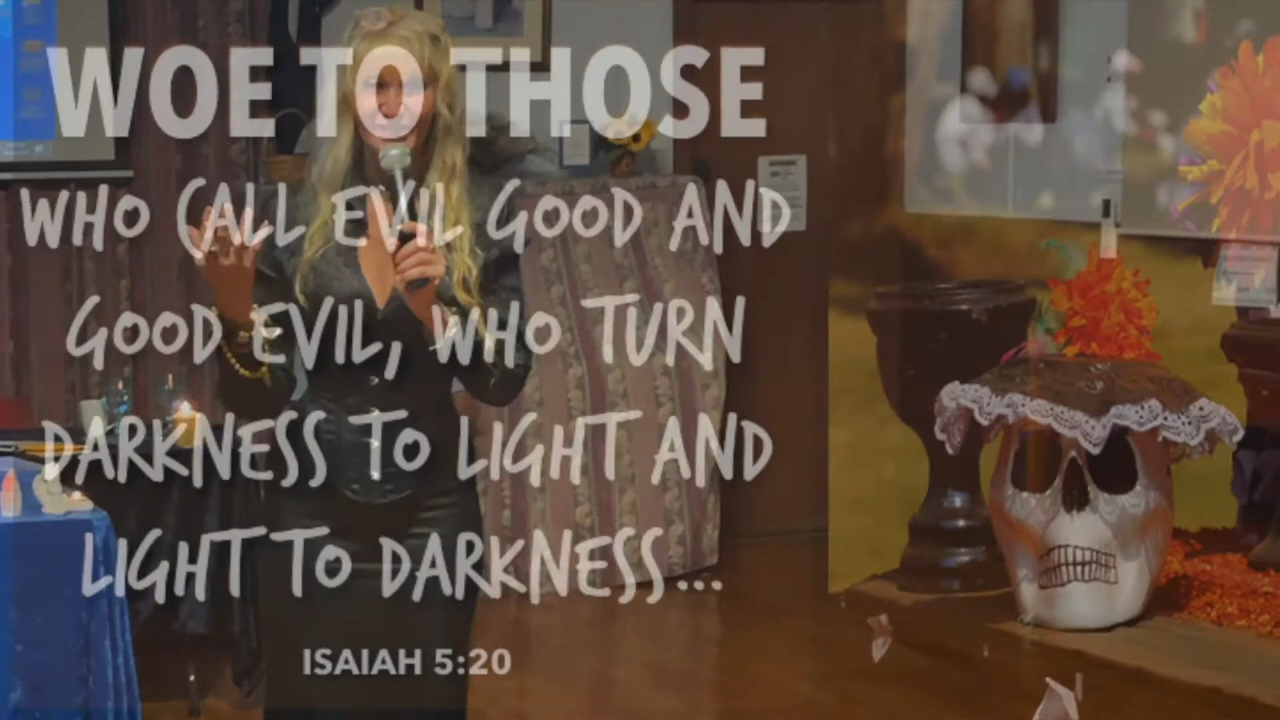 WOE TO THOSE
WHO CALL EVIL GOOD AND
GOOD EVIL, WHO TURN
DARKNESS TO LIGHT AND
LIGHT TO DARKNESS...
ISAIAH 5:20